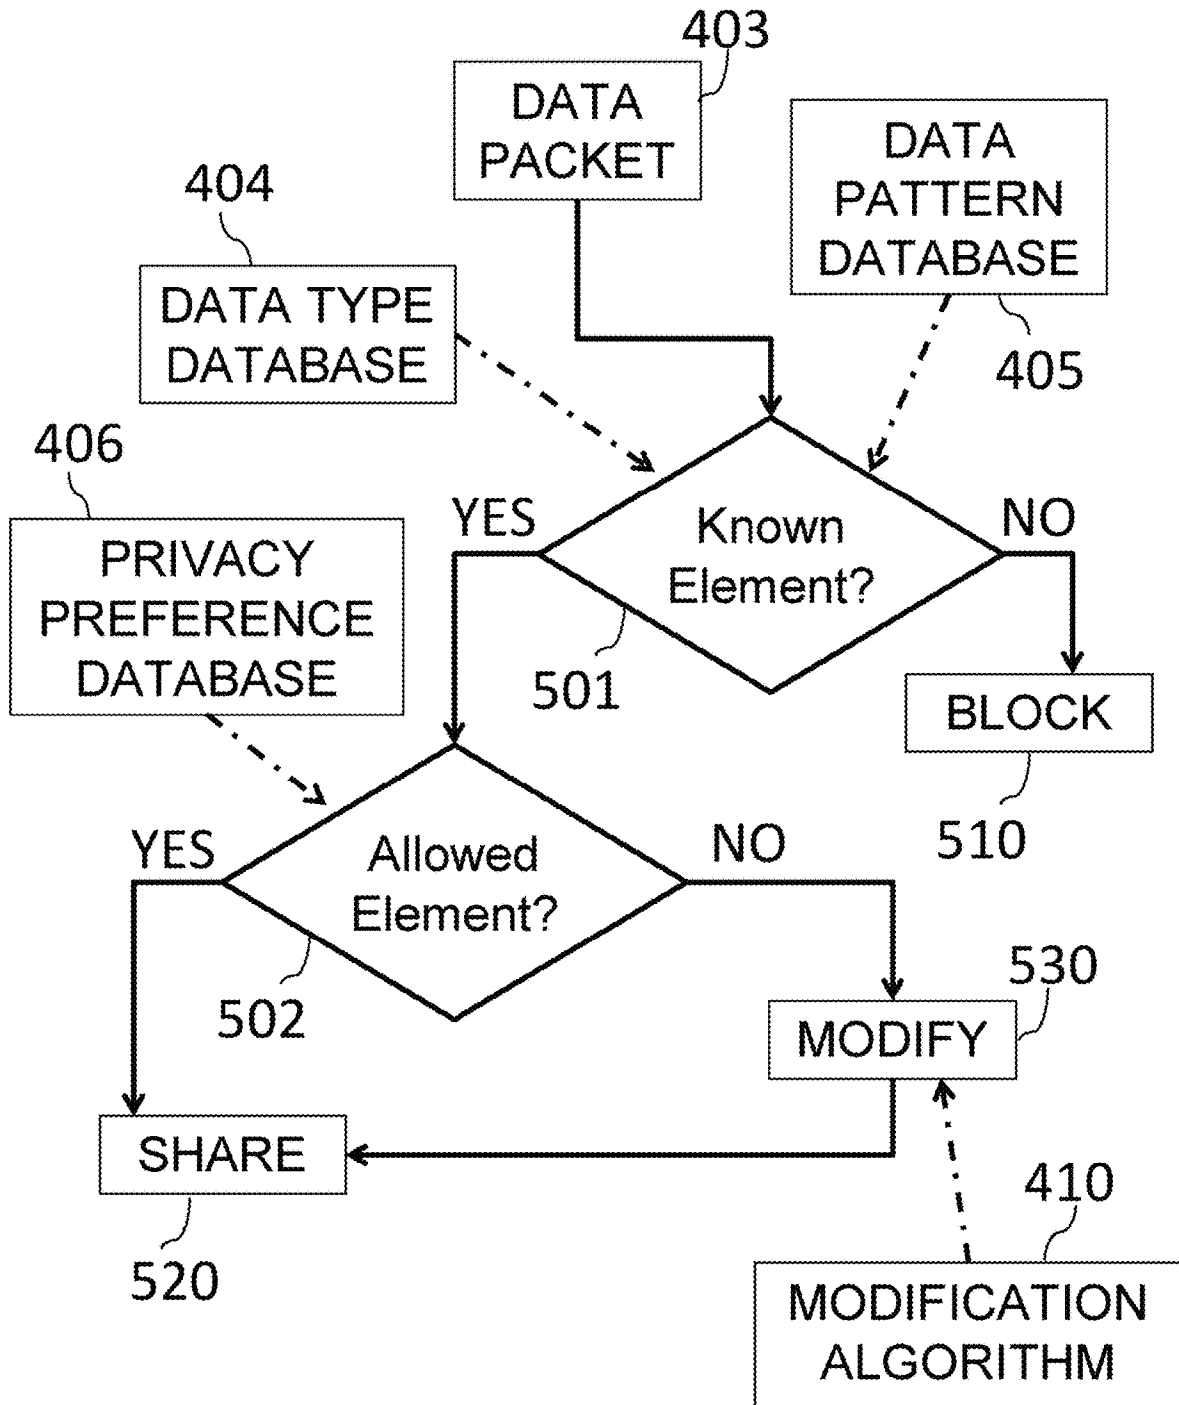 403
DATA
PACKET
DATA
PATTERN
DATABASE
404
DATA TYPE
DATABASE
405
406
YES
NO
Known
Element?
PRIVACY
PREFERENCE
DATABASE
501
BLOCK
510
YES
NO
Allowed
Element?
502
530
MODIFY
SHARE
520
410
MODIFICATION
ALGORITHM